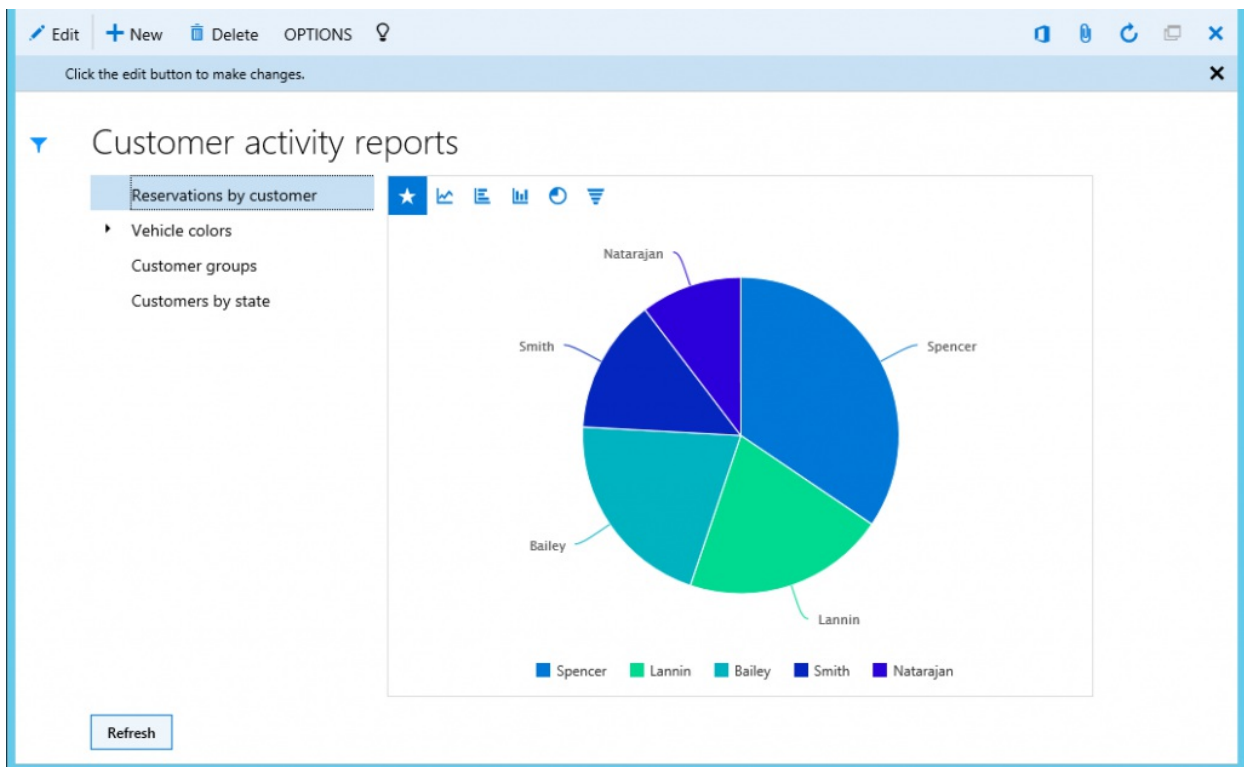 Edit New Delete OPTIONS
Click the edit button to make changes.
Customer activity reports
Reservations by customer
Vehicle colors
Customer groups
Customers by state
Natarajan
Smith
Spencer
Bailey
Lannin
Spencer Lannin Bailey Smith Natarajan
Refresh